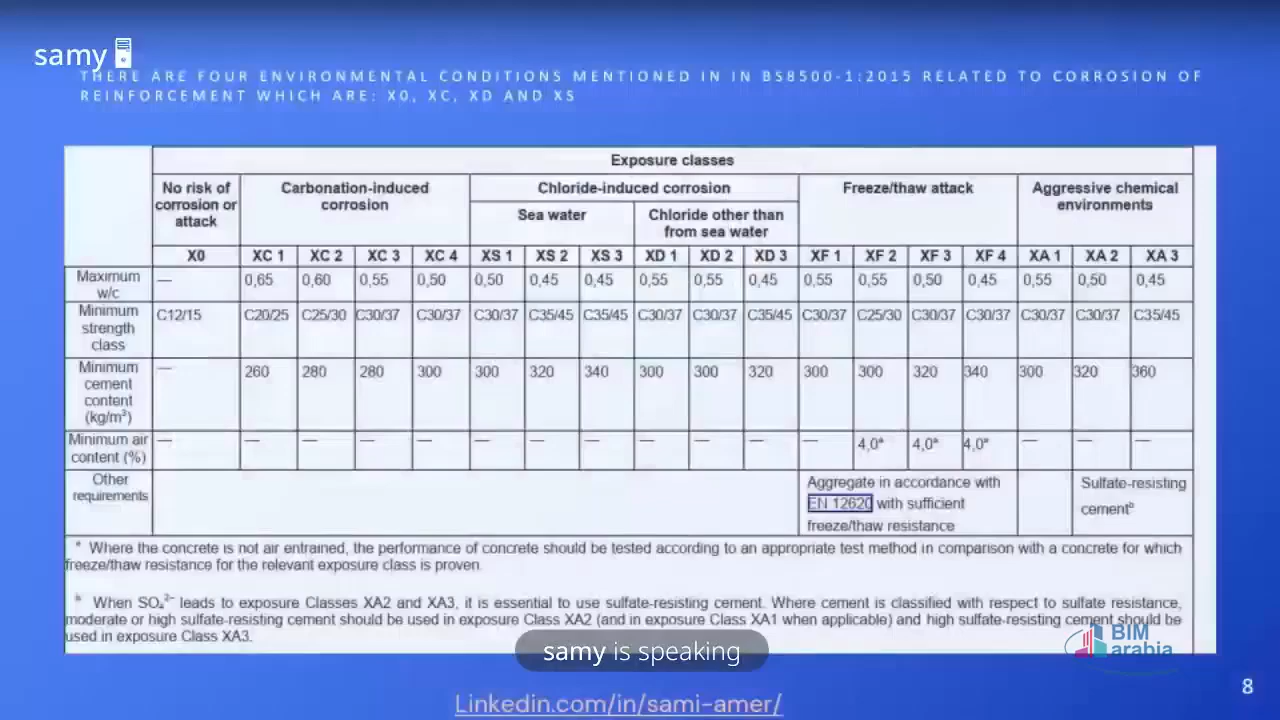 samy
THERE ARE FOUR ENVIRONMENTAL CONDITIONS MENTIONED IN IN BS8500-1:2015 RELATED TO CORROSION OF
REINFORCEMENT WHICH ARE: X0, XC, XD AND XS
Exposure classes
No risk of corrosion or attack Carbonation-induced corrosion Chloride-induced corrosion Freeze/thaw attack Aggressive chemical environments
Sea water Chloride other than from sea water
X0 XC 1 XC 2 XC 3 XC 4 XS 1 XS 2 XS 3 XD 1 XD 2 XD 3 XF 1 XF 2 XF 3 XF 4 XA 1 XA 2 XA 3
Maximum w/c — 0,65 0,60 0,55 0,50 0,50 0,45 0,45 0,55 0,55 0,45 0,55 0,55 0,50 0,45 0,55 0,50 0,45
Minimum strength class C12/15 C20/25 C25/30 C30/37 C30/37 C30/37 C35/45 C35/45 C30/37 C30/37 C35/45 C30/37 C25/30 C30/37 C30/37 C30/37 C30/37 C35/45
Minimum cement content (kg/m³) — 260 280 280 300 300 320 340 300 300 320 300 300 320 340 300 320 360
Minimum air content (%) — — — — — — — — — — — — 4,0ᵃ 4,0ᵃ 4,0ᵃ — — —
Other requirements Aggregate in accordance with EN 12620 with sufficient freeze/thaw resistance Sulfate-resisting cementᵇ
ᵃ Where the concrete is not air entrained, the performance of concrete should be tested according to an appropriate test method in comparison with a concrete for which
freeze/thaw resistance for the relevant exposure class is proven.
ᵇ When SO₄²⁻ leads to exposure Classes XA2 and XA3, it is essential to use sulfate-resisting cement. Where cement is classified with respect to sulfate resistance,
moderate or high sulfate-resisting cement should be used in exposure Class XA2 (and in exposure Class XA1 when applicable) and high sulfate-resisting cement should be
used in exposure Class XA3.
BIM
arabia
samy is speaking
8
Linkedin.com/in/sami-amer/